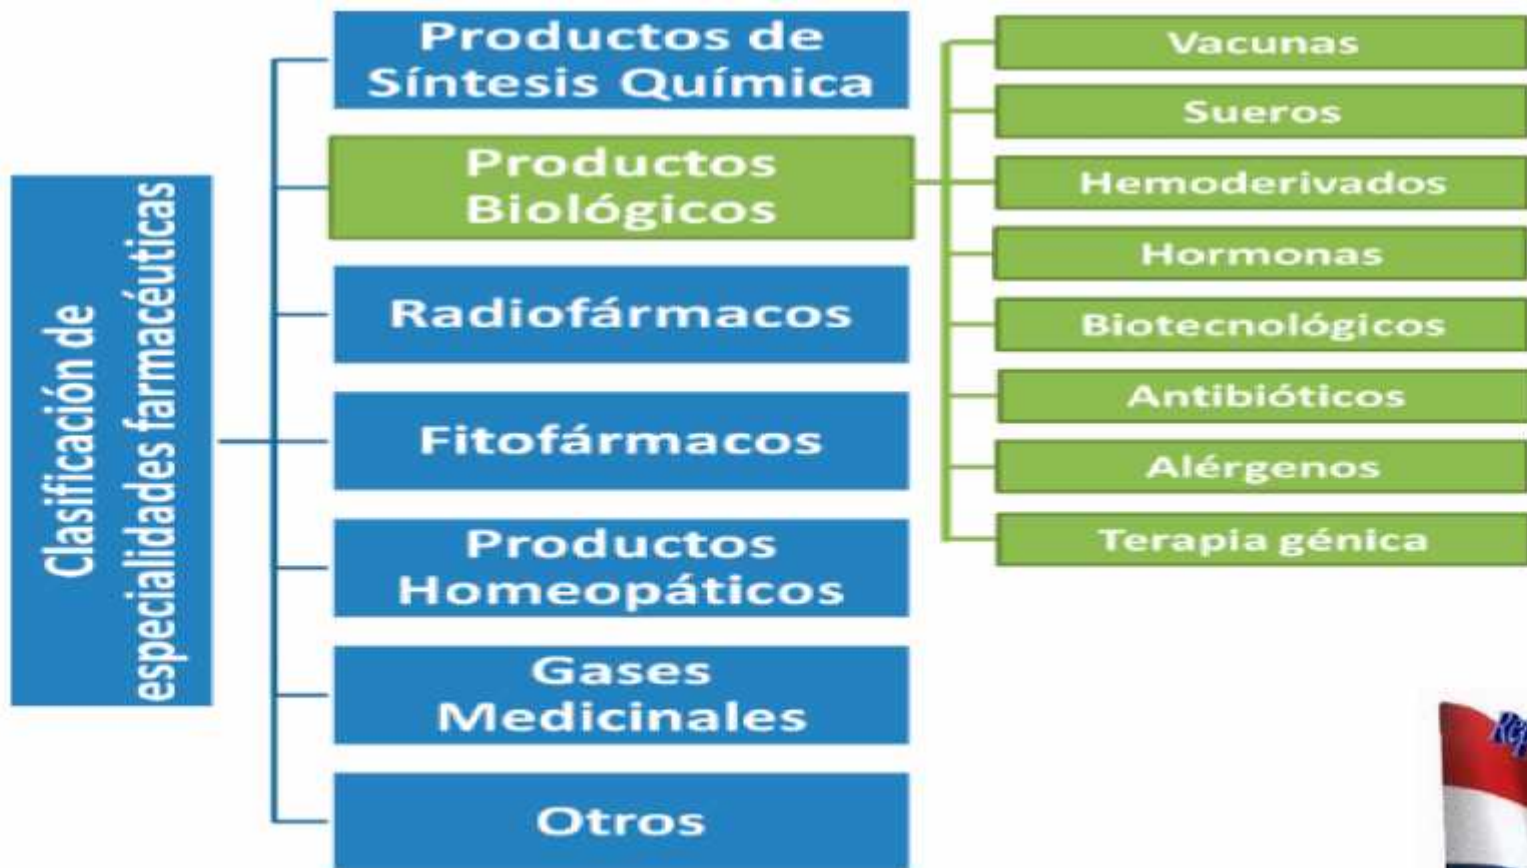 Clasificación de
especialidades farmacéuticas
Productos de
Síntesis Química
Productos
Biológicos
Radiofármacos
Fitofármacos
Productos
Homeopáticos
Gases
Medicinales
Otros
Vacunas
Sueros
Hemoderivados
Hormonas
Biotecnológicos
Antibióticos
Alérgenos
Terapia génica